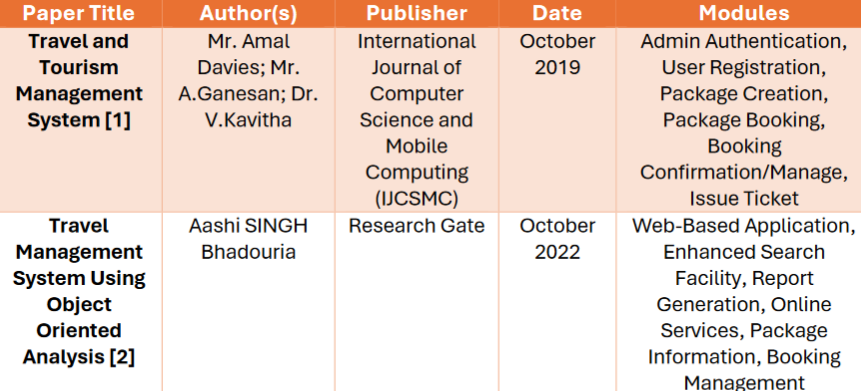 Paper Title Author(s) Publisher Date Modules
Travel and Tourism Management System [1]
Mr. Amal Davies; Mr. A.Ganesan; Dr. V.Kavitha
International Journal of Computer Science and Mobile Computing (IJCSMC)
October 2019
Admin Authentication, User Registration, Package Creation, Package Booking, Booking Confirmation/Manage, Issue Ticket
Travel Management System Using Object Oriented Analysis [2]
Aashi SINGH Bhadouria
Research Gate
October 2022
Web-Based Application, Enhanced Search Facility, Report Generation, Online Services, Package Information, Booking Management